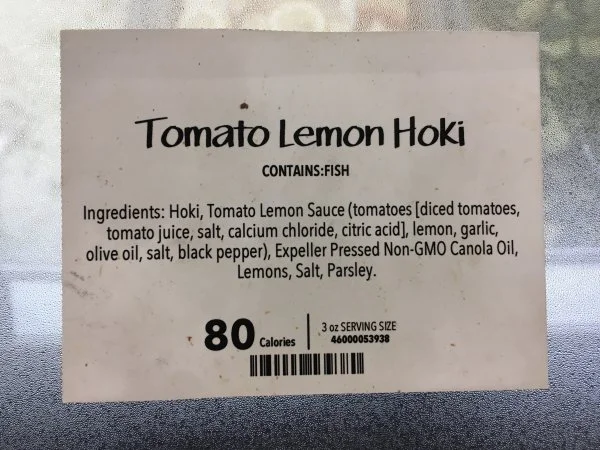 Tomato Lemon Hoki
CONTAINS:FISH
Ingredients: Hoki, Tomato Lemon Sauce (tomatoes [diced tomatoes,
tomato juice, salt, calcium chloride, citric acid], lemon, garlic,
olive oil, salt, black pepper), Expeller Pressed Non-GMO Canola Oil,
Lemons, Salt, Parsley.
80 Calories
3 oz SERVING SIZE
46000053938